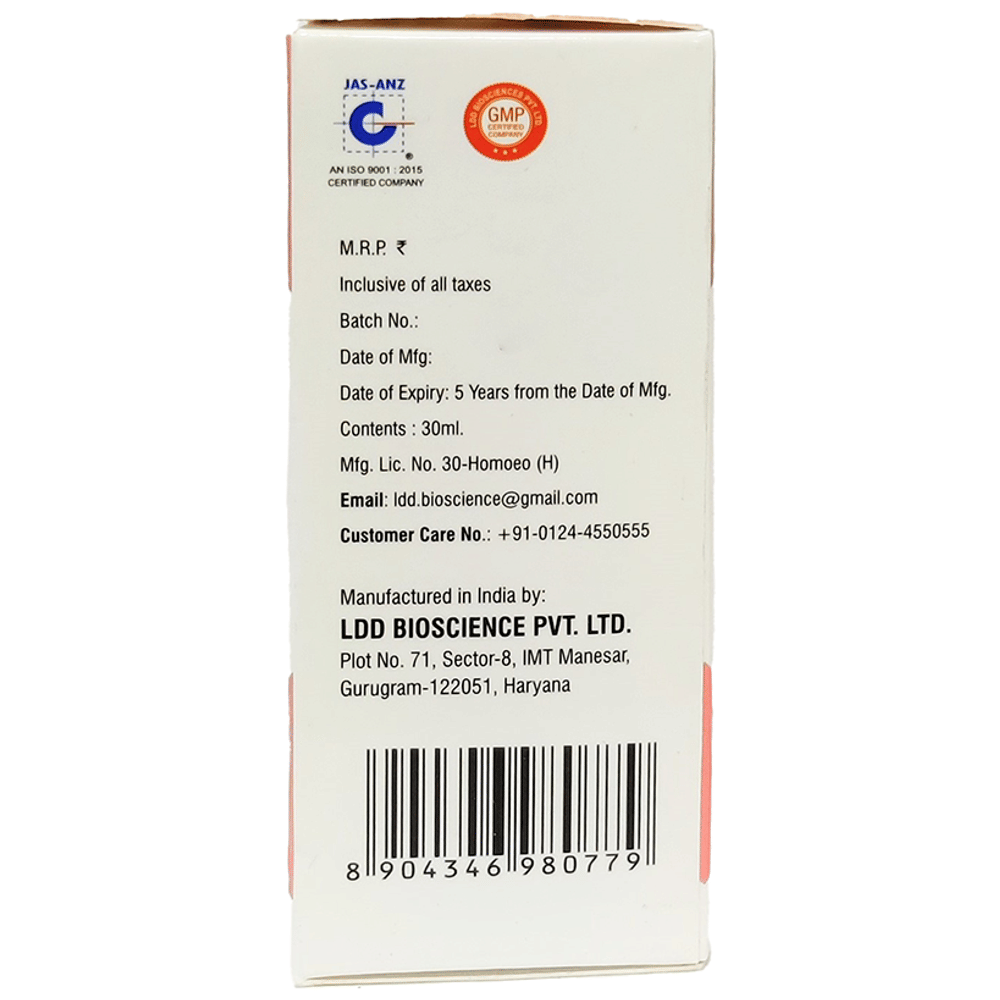 JAS-ANZ
®
AN ISO 9001 : 2015
CERTIFIED COMPANY
LDD BIOSCIENCES PVT. LTD
GMP
CERTIFIED
COMPANY
M.R.P. ₹
Inclusive of all taxes
Batch No.:
Date of Mfg:
Date of Expiry: 5 Years from the Date of Mfg.
Contents : 30ml.
Mfg. Lic. No. 30-Homoeo (H)
Email: ldd.bioscience@gmail.com
Customer Care No.: +91-0124-4550555
Manufactured in India by:
LDD BIOSCIENCE PVT. LTD.
Plot No. 71, Sector-8, IMT Manesar,
Gurugram-122051, Haryana
8 904346 980779